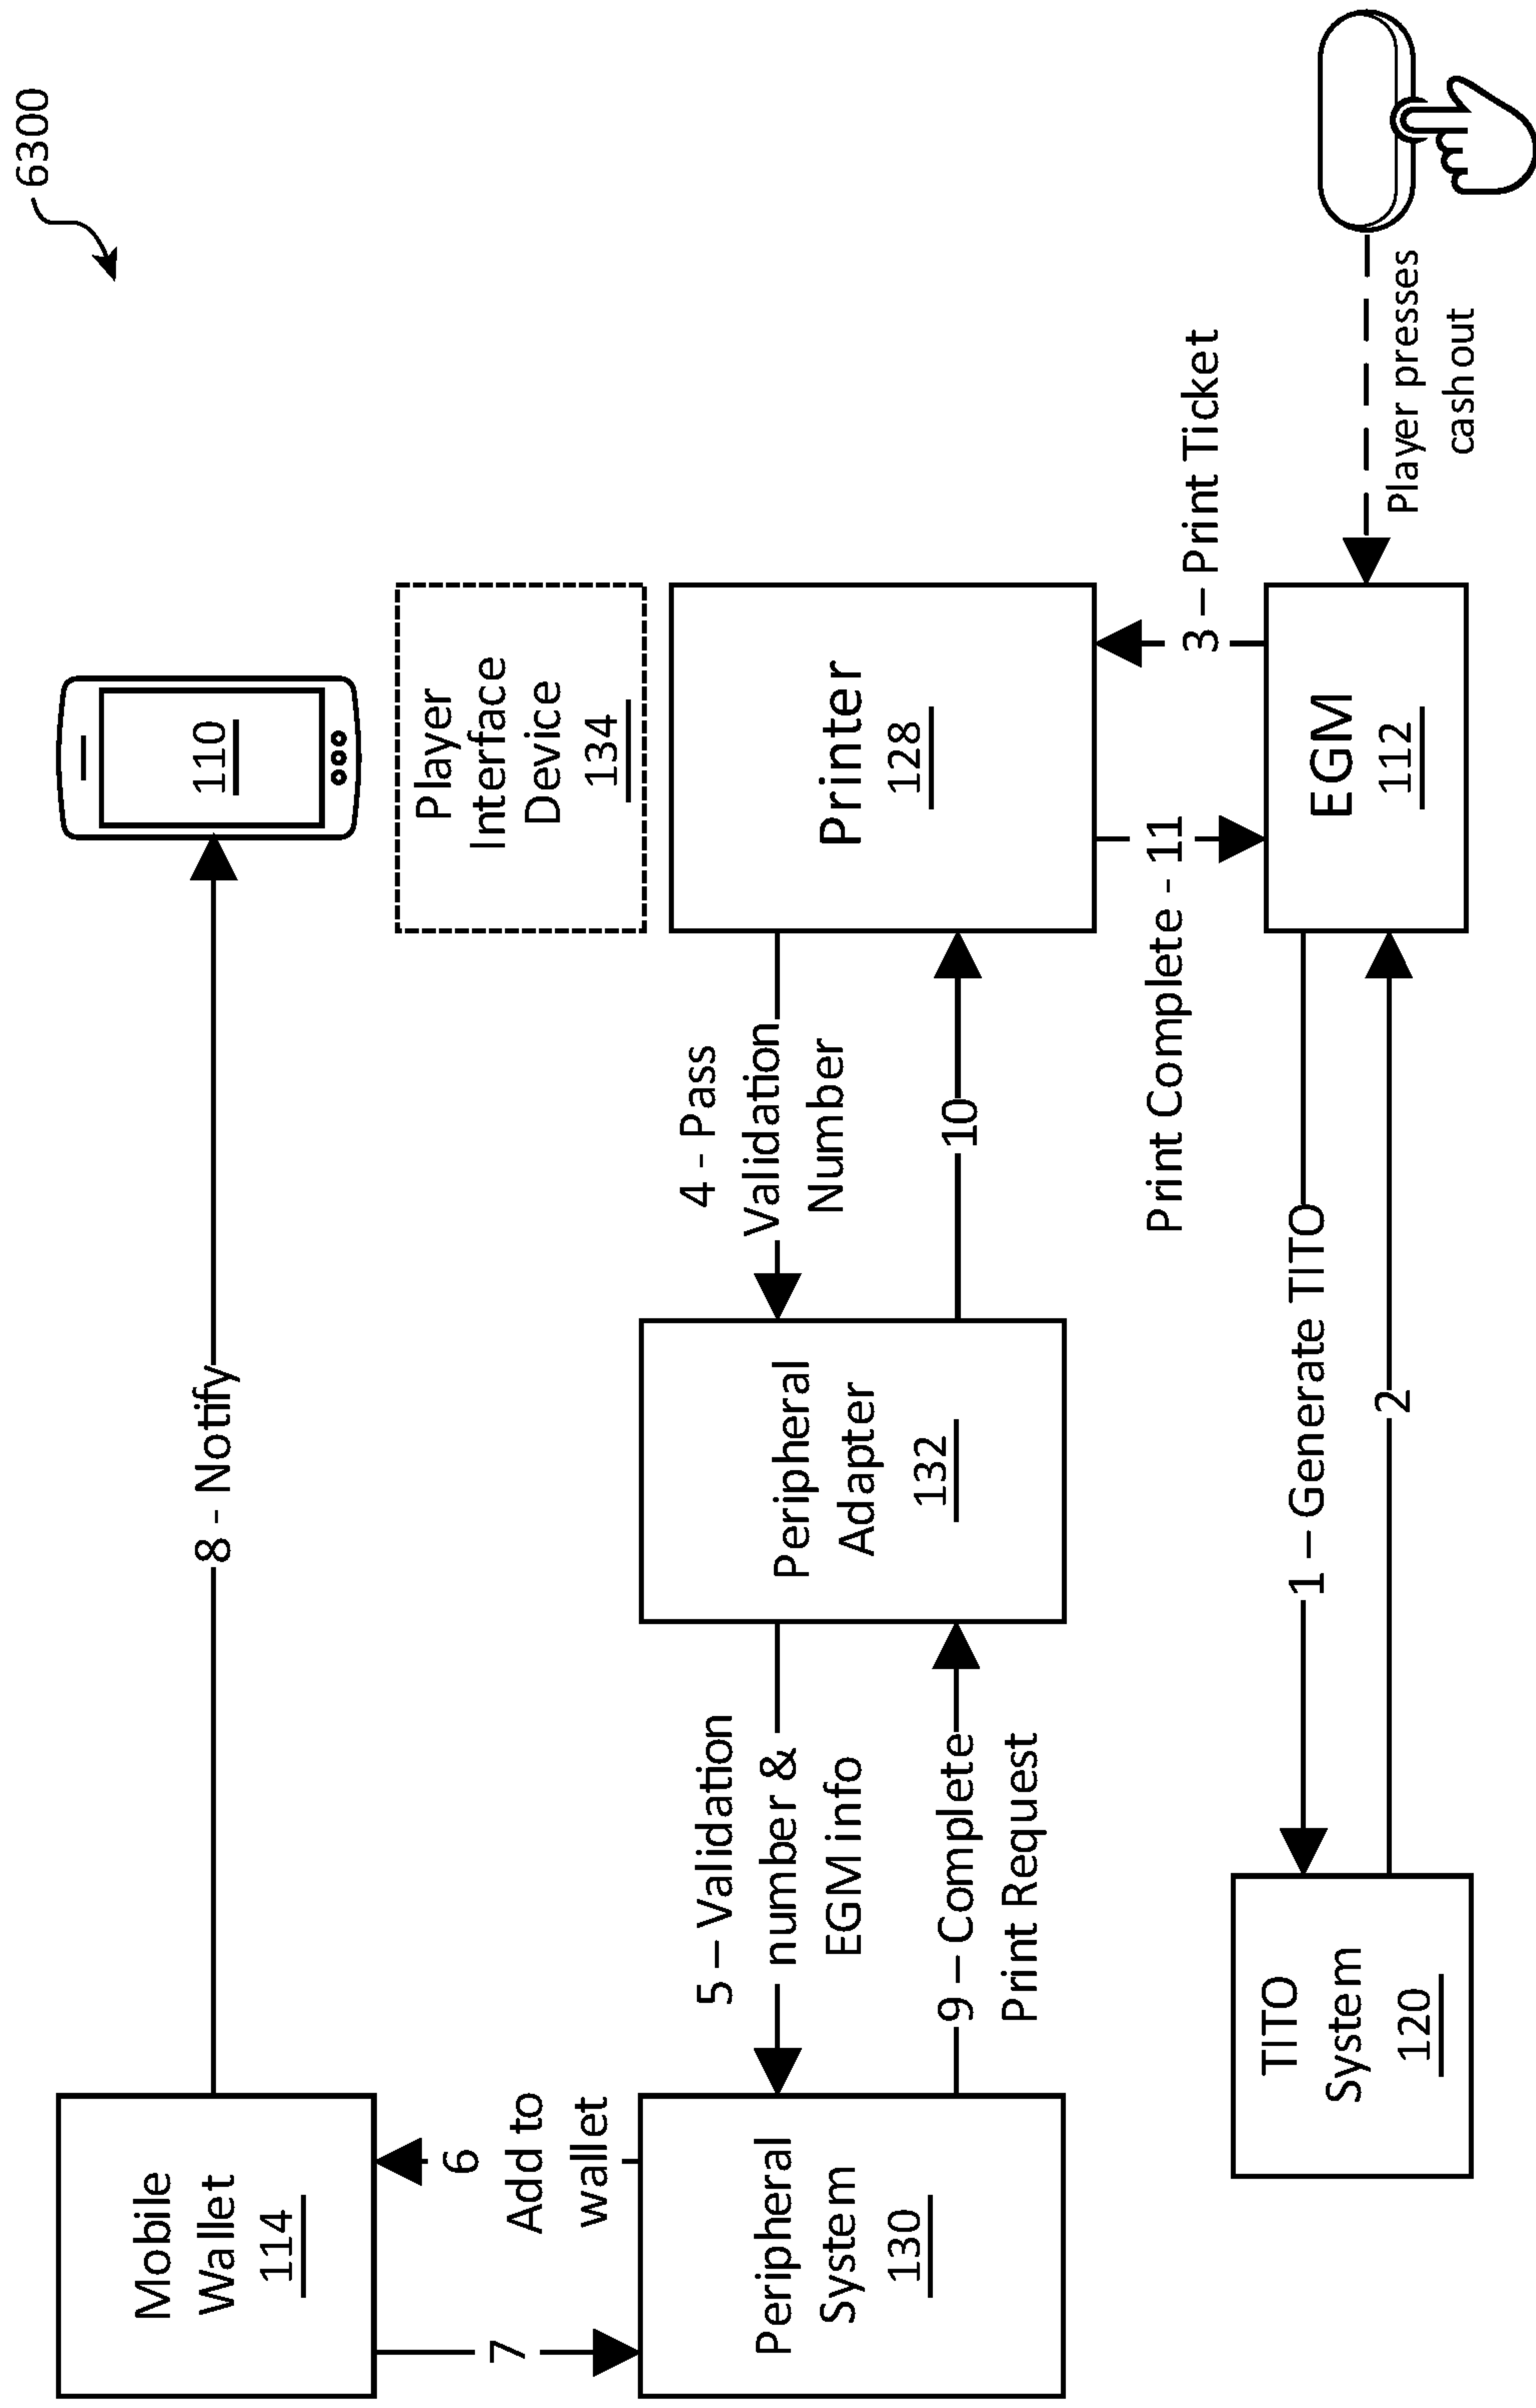 6300
Mobile
Wallet
114
8 - Notify
110
Player
Interface
Device
134
7
6
Add to
wallet
Peripheral
System
130
5 – Validation
number &
EGM info
9 – Complete
Print Request
Peripheral
Adapter
132
4 - Pass
Validation
Number
10
Printer
128
Print Complete - 11
3 – Print Ticket
TITO
System
120
1 – Generate TITO
2
EGM
112
Player presses
cashout